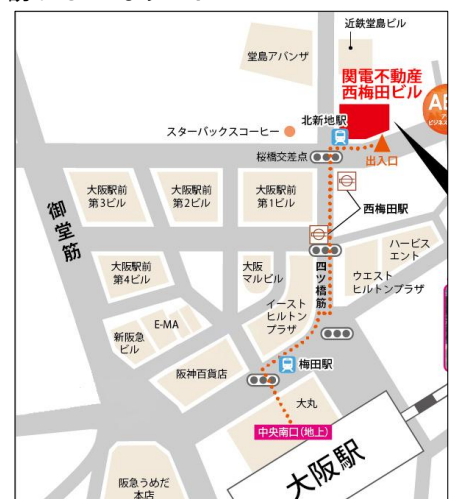 近鉄堂島ビル
堂島アバンザ
関電不動産
西梅田ビル
北新地駅
スターバックスコーヒー
出入口
桜橋交差点
大阪駅前
第3ビル
大阪駅前
第2ビル
大阪駅前
第1ビル
西梅田駅
御堂筋
ハービス
エント
大阪駅前
第4ビル
大阪
マルビル
四ツ橋筋
ウエスト
ヒルトンプラザ
イースト
ヒルトン
プラザ
E-MA
新阪急
ビル
梅田駅
阪神百貨店
大丸
中央南口(地上)
大阪駅
阪急うめだ
本店